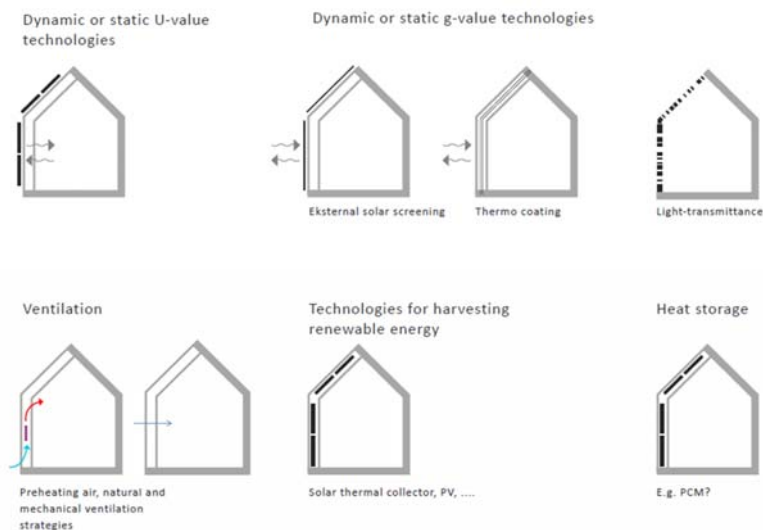 Dynamic or static U-value
technologies
Dynamic or static g-value technologies
Eksternal solar screening
Thermo coating
Light-transmittance
Ventilation
Technologies for harvesting
renewable energy
Heat storage
Preheating air, natural and
mechanical ventilation
strategies
Solar thermal collector, PV, ....
E.g. PCM?